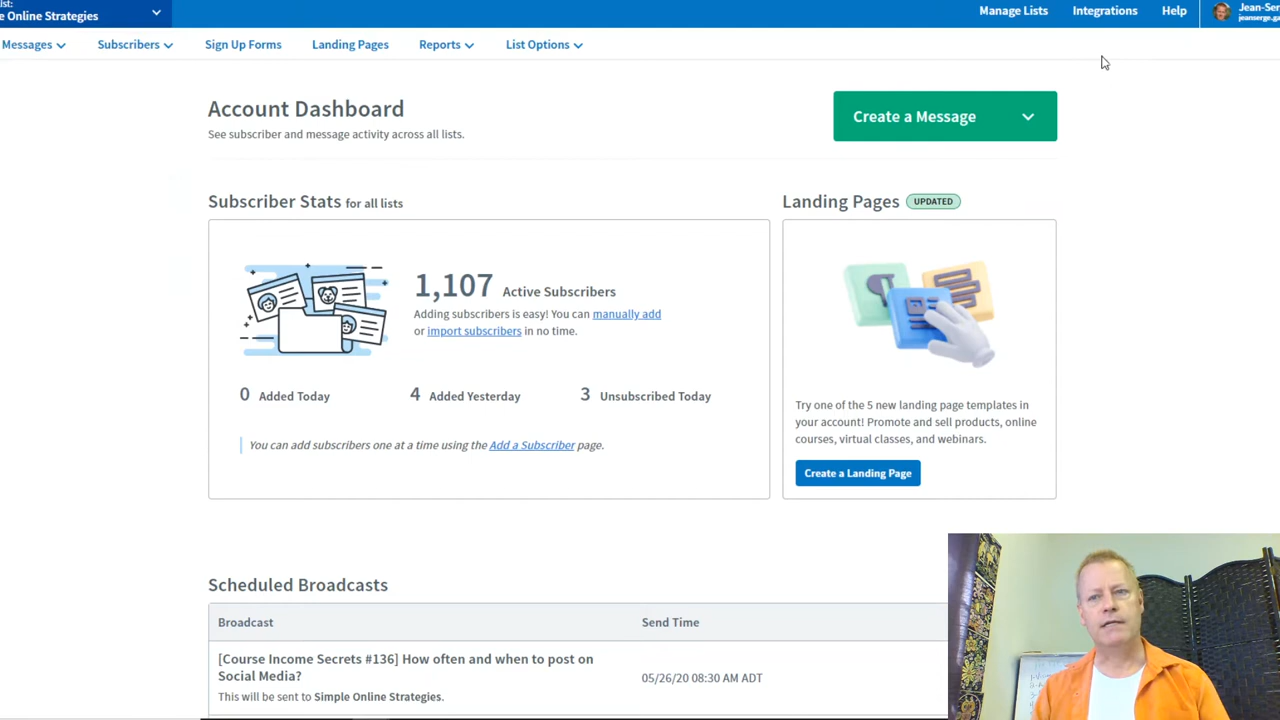 ist:
e Online Strategies
Manage Lists Integrations Help
Jean-Ser
jeanserge.ga
Messages Subscribers Sign Up Forms Landing Pages Reports List Options
Account Dashboard
See subscriber and message activity across all lists.
Create a Message
Subscriber Stats for all lists
1,107 Active Subscribers
Adding subscribers is easy! You can manually add
or import subscribers in no time.
0 Added Today 4 Added Yesterday 3 Unsubscribed Today
You can add subscribers one at a time using the Add a Subscriber page.
Landing Pages UPDATED
Try one of the 5 new landing page templates in
your account! Promote and sell products, online
courses, virtual classes, and webinars.
Create a Landing Page
Scheduled Broadcasts
Broadcast Send Time
[Course Income Secrets #136] How often and when to post on
Social Media?
This will be sent to Simple Online Strategies.
05/26/20 08:30 AM ADT